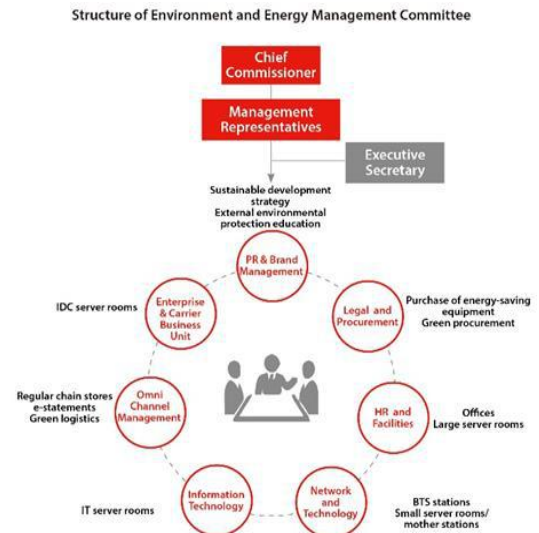 Structure of Environment and Energy Management Committee
Chief
Commissioner
Management
Representatives
Executive
Secretary
Sustainable development
strategy
External environmental
protection education
PR & Brand
Management
Legal and
Procurement
Purchase of energy-saving
equipment
Green procurement
HR and
Facilities
Offices
Large server rooms
Network
and
Technology
BTS stations
Small server rooms/
mother stations
Information
Technology
IT server rooms
Omni
Channel
Management
Regular chain stores
e-statements
Green logistics
Enterprise
& Carrier
Business
Unit
IDC server rooms